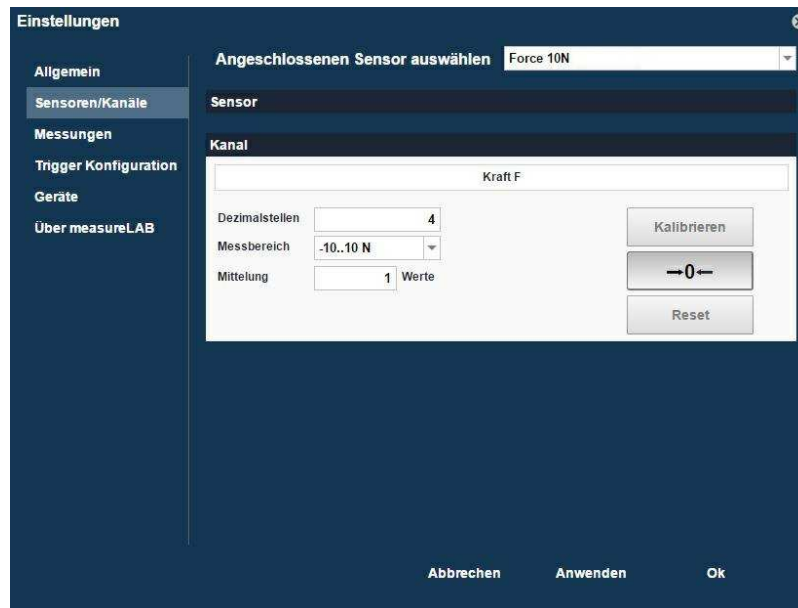 Einstellungen
Allgemein
Sensoren/Kanäle
Messungen
Trigger Konfiguration
Geräte
Über measureLAB
Angeschlossenen Sensor auswählen Force 10N
Sensor
Kanal
Kraft F
Dezimalstellen 4
Messbereich -10..10 N
Mittelung 1 Werte
Kalibrieren
→0←
Reset
Abbrechen Anwenden Ok